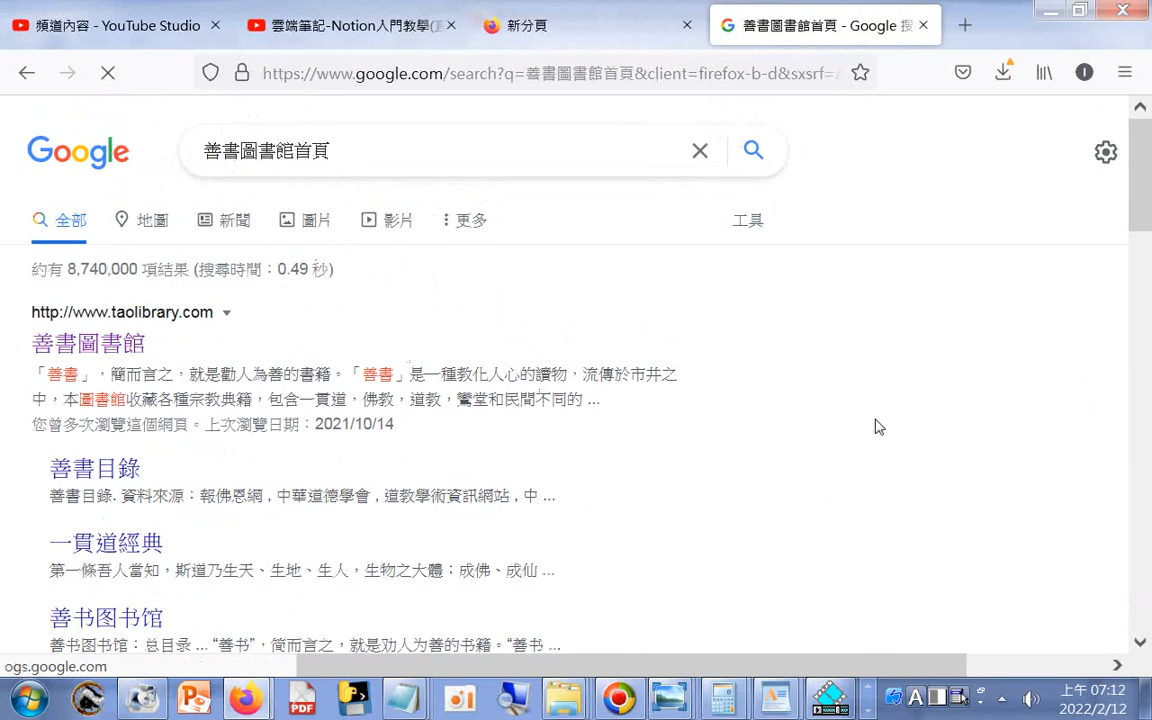 頻道內容 - YouTube Studio
雲端筆記-Notion入門教學(
新分頁
善書圖書館首頁 - Google 搜
https://www.google.com/search?q=善書圖書館首頁&client=firefox-b-d&sxsrf=
Google
善書圖書館首頁
全部
地圖
新聞
圖片
影片
更多
工具
約有 8,740,000 項結果 (搜尋時間：0.49 秒)
http://www.taolibrary.com
善書圖書館
「善書」，簡而言之，就是勸人為善的書籍。「善書」是一種教化人心的讀物，流傳於市井之
中，本圖書館收藏各種宗教典籍，包含一貫道，佛教，道教，鸞堂和民間不同的 ...
您曾多次瀏覽這個網頁。上次瀏覽日期：2021/10/14
善書目錄
善書目錄. 資料來源：報佛恩網 , 中華道德學會 , 道教學術資訊網站 , 中 ...
一貫道經典
第一條吾人當知，斯道乃生天、生地、生人，生物之大體；成佛、成仙 ...
善书图书馆
善书图书馆：总目录 ... “善书”，简而言之，就是劝人为善的书籍。“善书 ...
ogs.google.com
PDF
A
上午 07:12
2022/2/12